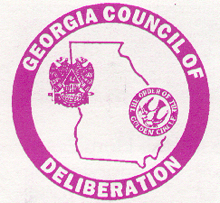 GEORGIA COUNCIL OF
DELIBERATION
THE ORDER OF THE
GOLDEN CIRCLE